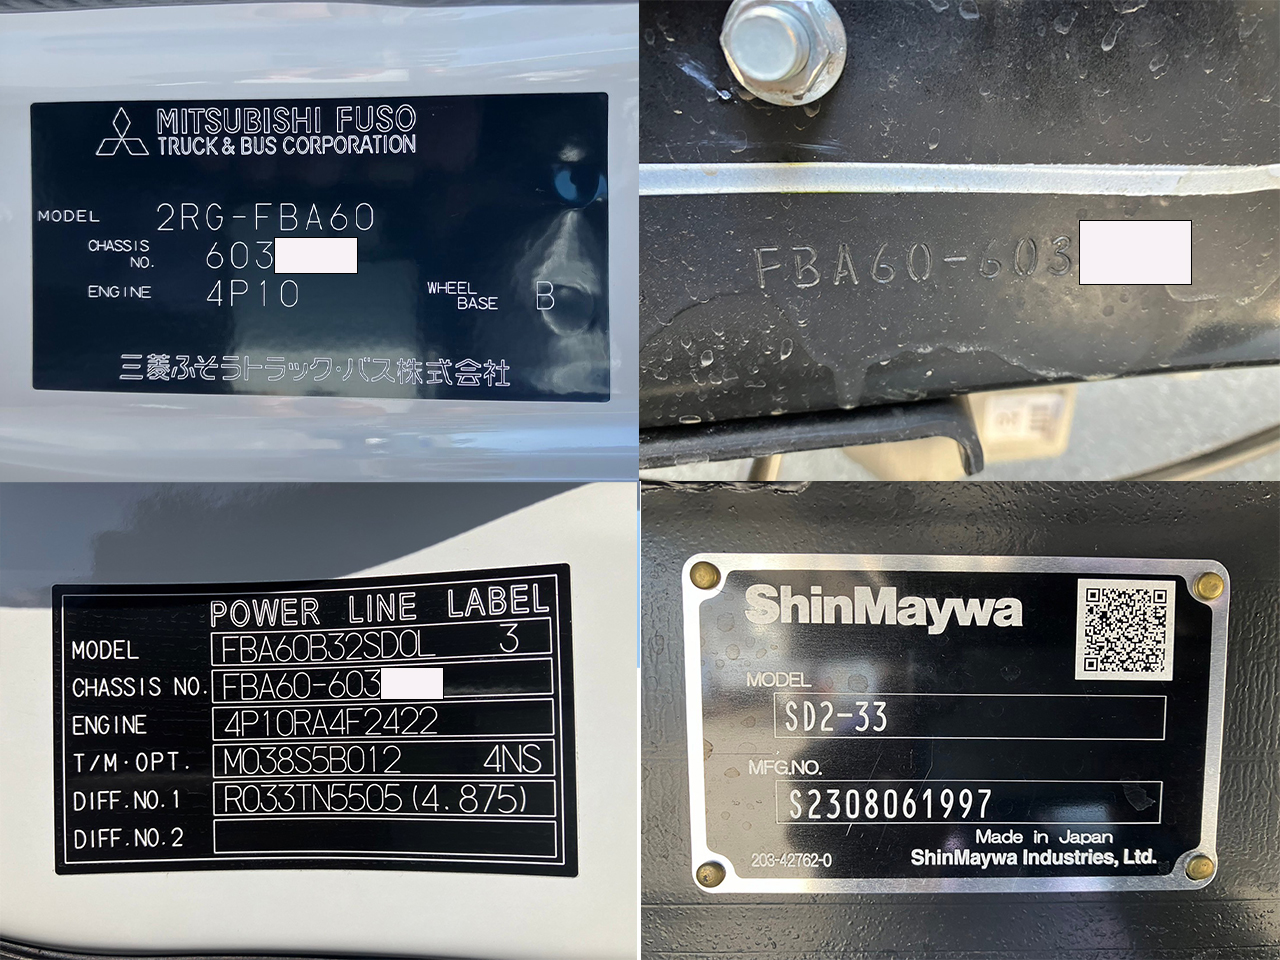 MITSUBISHI FUSO
TRUCK & BUS CORPORATION
MODEL 2RG-FBA60
CHASSIS NO. 603
ENGINE 4P10 WHEEL BASE B
三菱ふそうトラック・バス株式会社
FBA60-603
POWER LINE LABEL
MODEL FBA60B32SD0L 3
CHASSIS NO. FBA60-603
ENGINE 4P10RA4F2422
T/M·OPT. M038S5B012 4NS
DIFF.NO.1 R033TN5505(4.875)
DIFF.NO.2
ShinMaywa
MODEL
SD2-33
MFG.NO.
S2308061997
Made in Japan
203-42762-0 ShinMaywa Industries, Ltd.